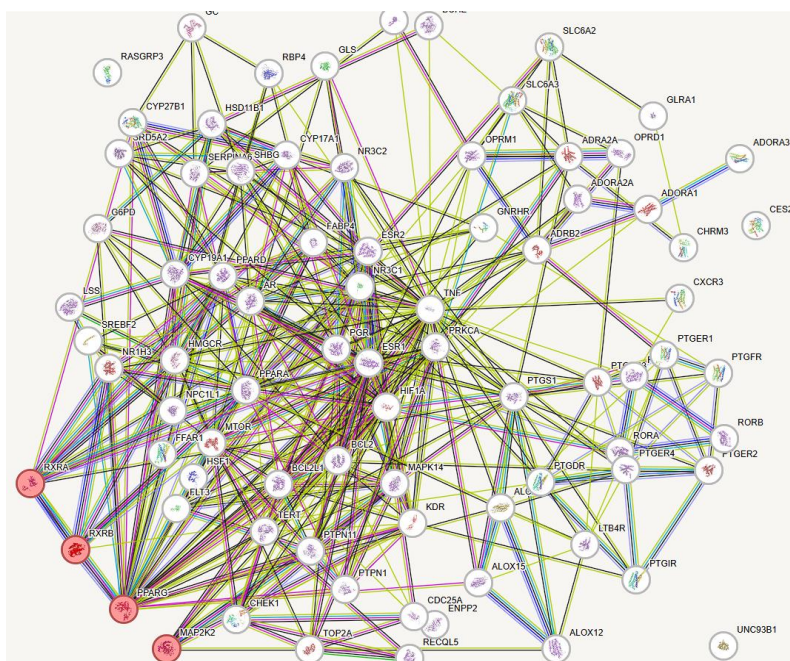 GC
SLC6A2
RASGRP3
RBP4
GLS
SLC6A3
GLRA1
CYP27B1
HSD11B1
SRD5A2
CYP17A1
OPRM1
ADRA2A
OPRD1
ADORA3
SERPINA6
SHBG
NR3C2
ADORA2A
ADORA1
G6PD
FABP4
ESR2
GNRHR
ADRB2
CHRM3
CES2
CYP19A1
PPARD
NR3C1
LSS
AR
TNF
CXCR3
SREBF2
PGR
PRKCA
NR1H3
HMGCR
ESR1
PTGER1
PTGFR
PPARA
PTGS1
NPC1L1
HIF1A
MTOR
RORB
FFAR1
BCL2
RORA
PTGER4
PTGER2
RXRA
HSF1
BCL2L1
MAPK14
PTGDR
FLT3
KDR
TERT
LTB4R
RXRB
PTPN11
PTGIR
PPARG
PTPN1
ALOX15
CHEK1
CDC25A
ENPP2
MAP2K2
TOP2A
RECQL5
ALOX12
UNC93B1